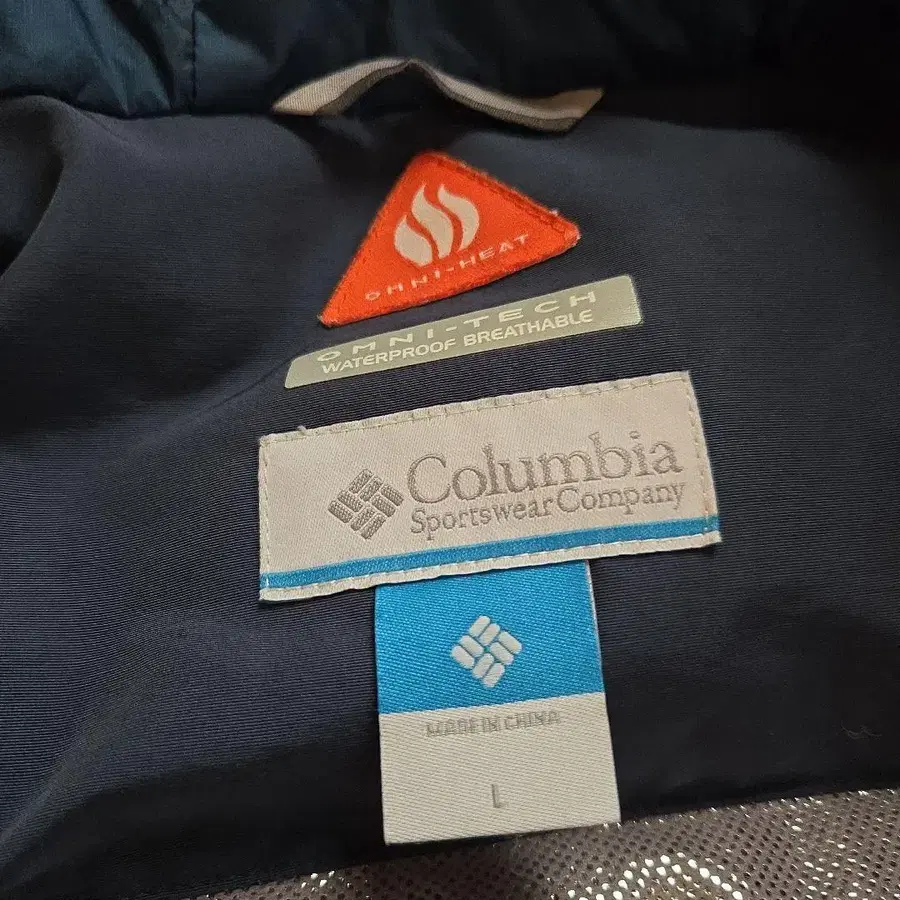 OMNI-HEAT
OMNI-TECH
WATERPROOF BREATHABLE
Columbia
Sportswear Company
MADE IN CHINA
L